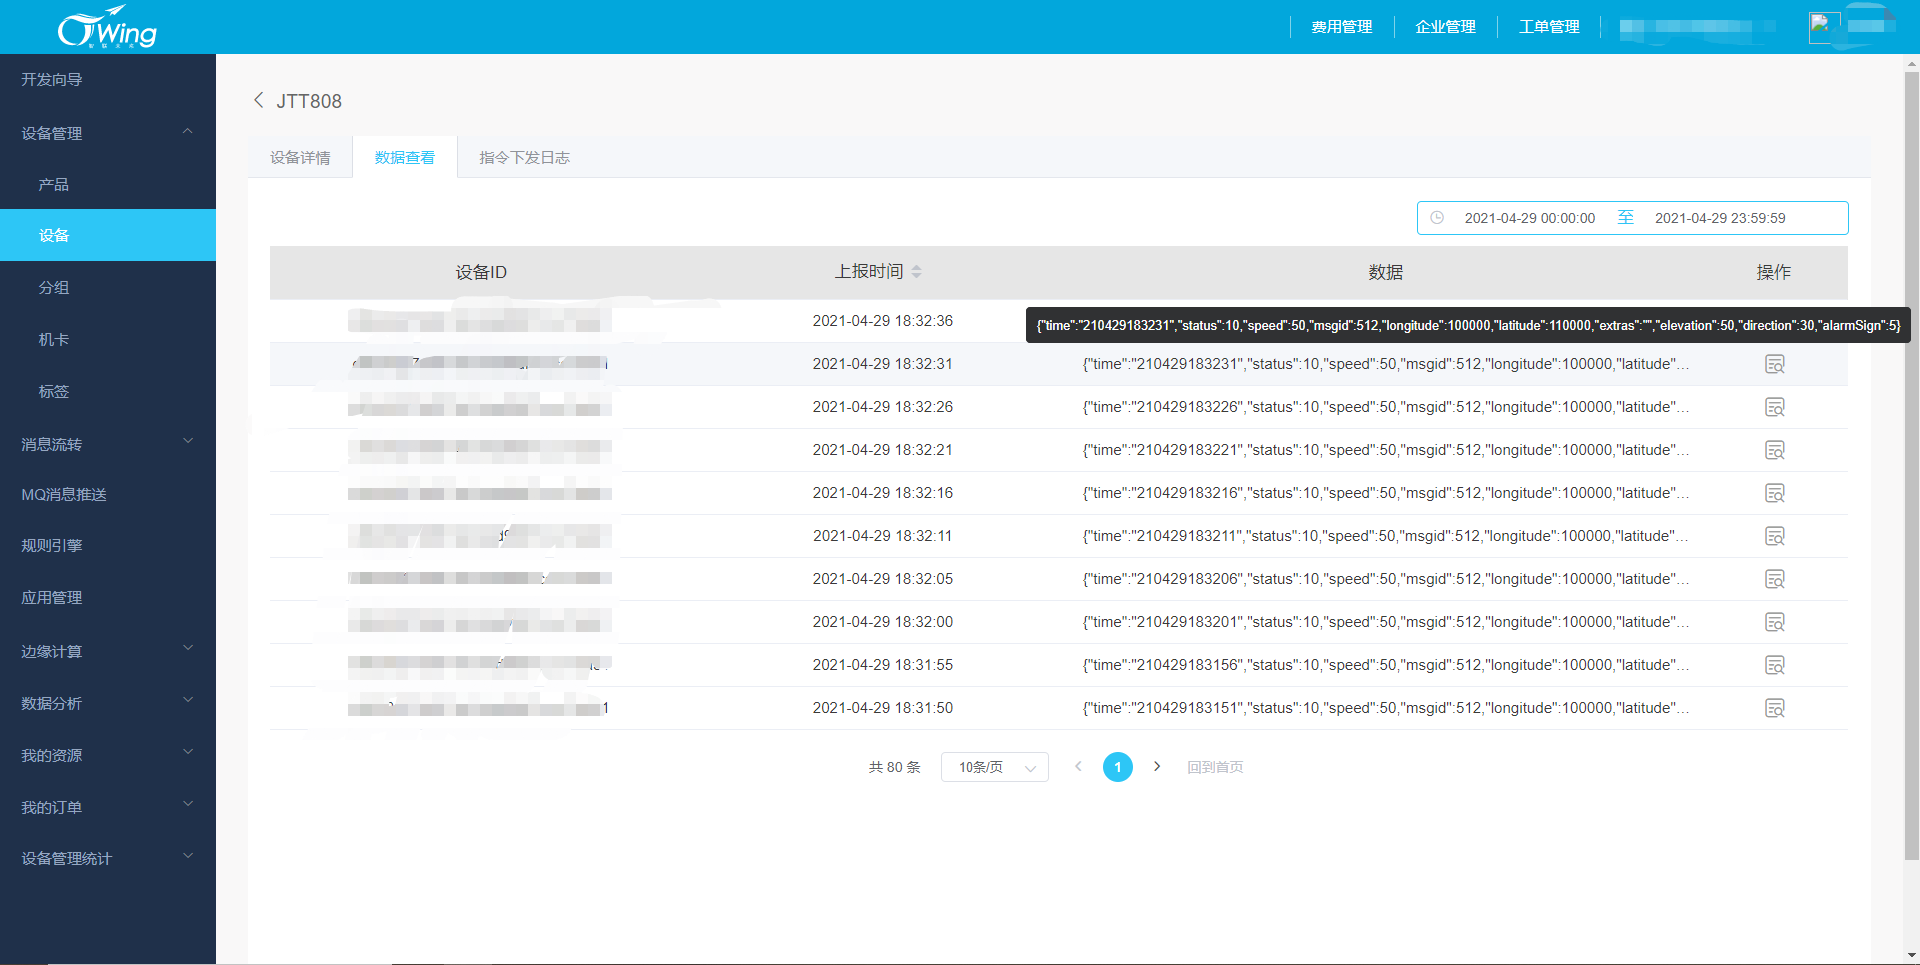 Wing
费用管理
企业管理
工单管理
开发向导
设备管理
产品
设备
分组
机卡
标签
消息流转
MQ消息推送
规则引擎
应用管理
边缘计算
数据分析
我的资源
我的订单
设备管理统计
JTT808
设备详情
数据查看
指令下发日志
2021-04-29 00:00:00 至 2021-04-29 23:59:59
设备ID 上报时间 数据 操作
2021-04-29 18:32:36
{"time":"210429183231","status":10,"speed":50,"msgid":512,"longitude":100000,"latitude":110000,"extras":"","elevation":50,"direction":30,"alarmSign":5}
2021-04-29 18:32:31 {"time":"210429183231","status":10,"speed":50,"msgid":512,"longitude":100000,"latitude"...
2021-04-29 18:32:26 {"time":"210429183226","status":10,"speed":50,"msgid":512,"longitude":100000,"latitude"...
2021-04-29 18:32:21 {"time":"210429183221","status":10,"speed":50,"msgid":512,"longitude":100000,"latitude"...
2021-04-29 18:32:16 {"time":"210429183216","status":10,"speed":50,"msgid":512,"longitude":100000,"latitude"...
2021-04-29 18:32:11 {"time":"210429183211","status":10,"speed":50,"msgid":512,"longitude":100000,"latitude"...
2021-04-29 18:32:05 {"time":"210429183206","status":10,"speed":50,"msgid":512,"longitude":100000,"latitude"...
2021-04-29 18:32:00 {"time":"210429183201","status":10,"speed":50,"msgid":512,"longitude":100000,"latitude"...
2021-04-29 18:31:55 {"time":"210429183156","status":10,"speed":50,"msgid":512,"longitude":100000,"latitude"...
2021-04-29 18:31:50 {"time":"210429183151","status":10,"speed":50,"msgid":512,"longitude":100000,"latitude"...
共 80 条 10条/页 1 回到首页